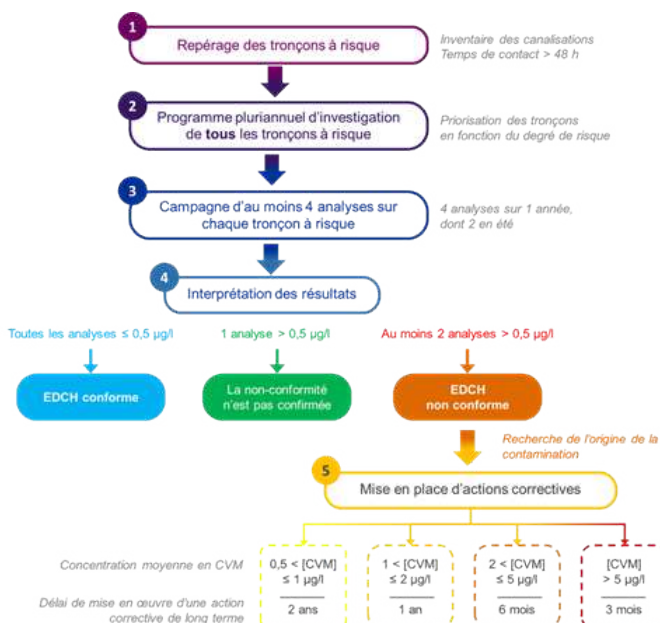 1
Repérage des tronçons à risque
Inventaire des canalisations
Temps de contact > 48 h
2
Programme pluriannuel d'investigation
de tous les tronçons à risque
Priorisation des tronçons
en fonction du degré de risque
3
Campagne d'au moins 4 analyses sur
chaque tronçon à risque
4 analyses sur 1 année,
dont 2 en été
4
Interprétation des résultats
Toutes les analyses ≤ 0,5 µg/l
1 analyse > 0,5 µg/l
Au moins 2 analyses > 0,5 µg/l
EDCH conforme
La non-conformité
n'est pas confirmée
EDCH
non conforme
Recherche de l'origine de la
contamination
5
Mise en place d'actions correctives
Concentration moyenne en CVM
0,5 < [CVM]
≤ 1 µg/l
1 < [CVM]
≤ 2 µg/l
2 < [CVM]
≤ 5 µg/l
[CVM]
> 5 µg/l
Délai de mise en œuvre d'une action
corrective de long terme
2 ans
1 an
6 mois
3 mois